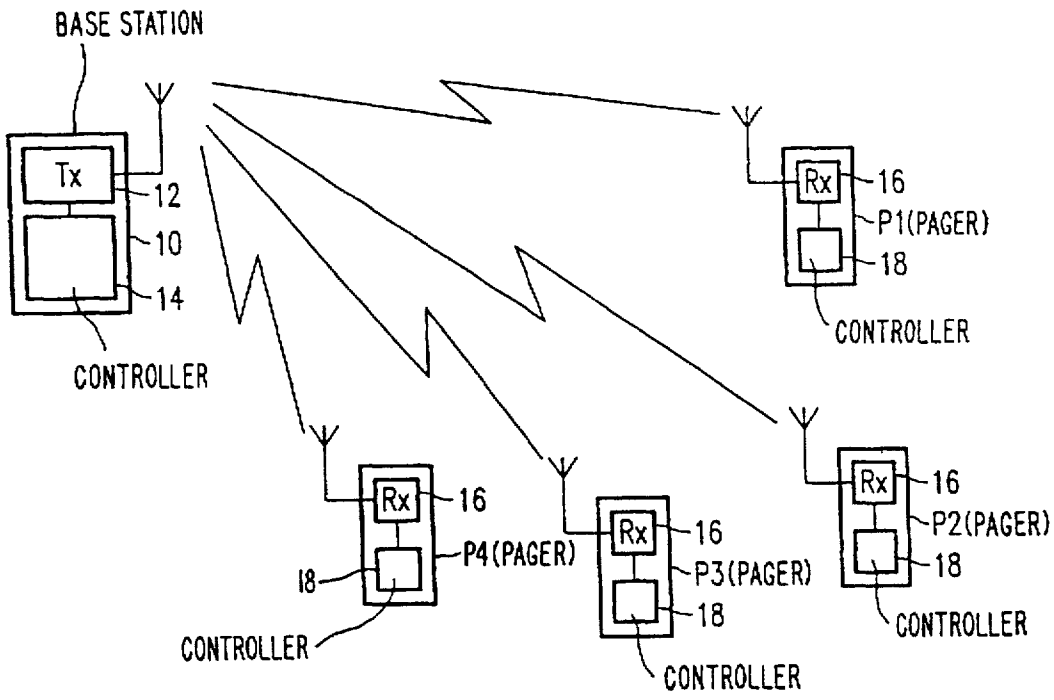 BASE STATION
Tx
12
10
14
CONTROLLER
Rx
16
P1(PAGER)
18
CONTROLLER
Rx
16
P2(PAGER)
18
CONTROLLER
Rx
16
P3(PAGER)
18
CONTROLLER
Rx
16
P4(PAGER)
18
CONTROLLER